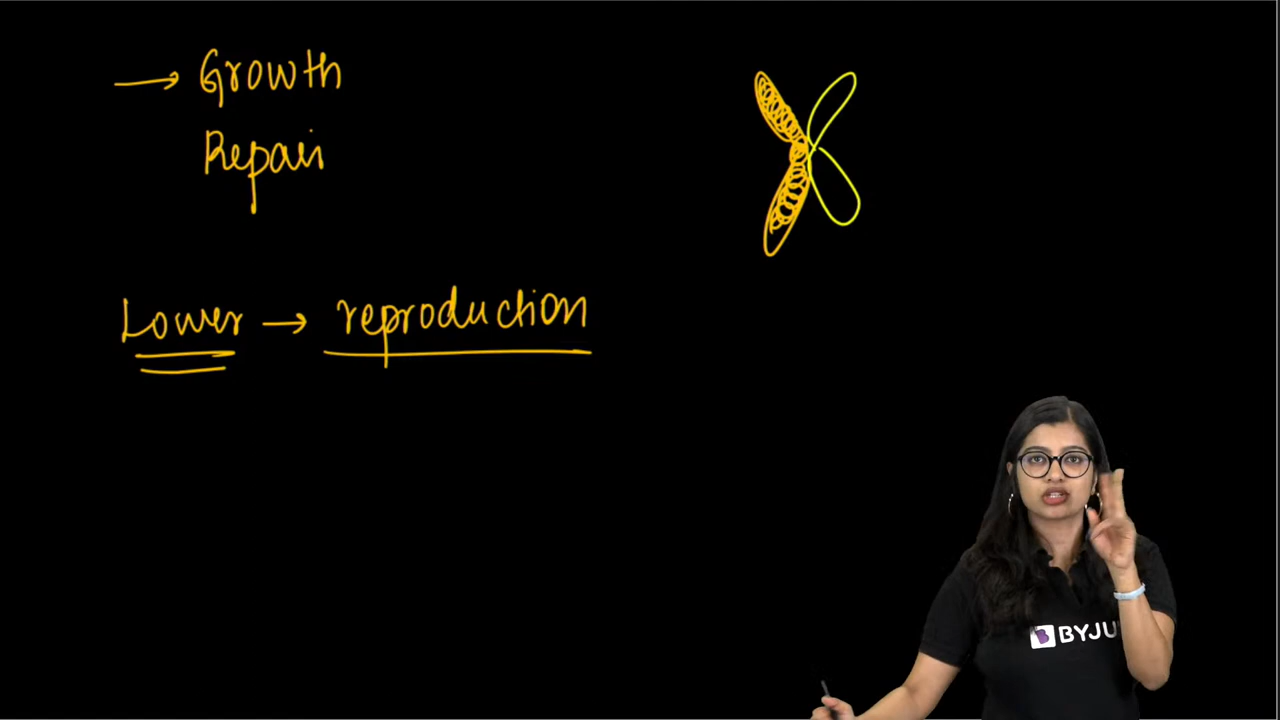 → Growth
Repair
Lower → reproduction
BYJU